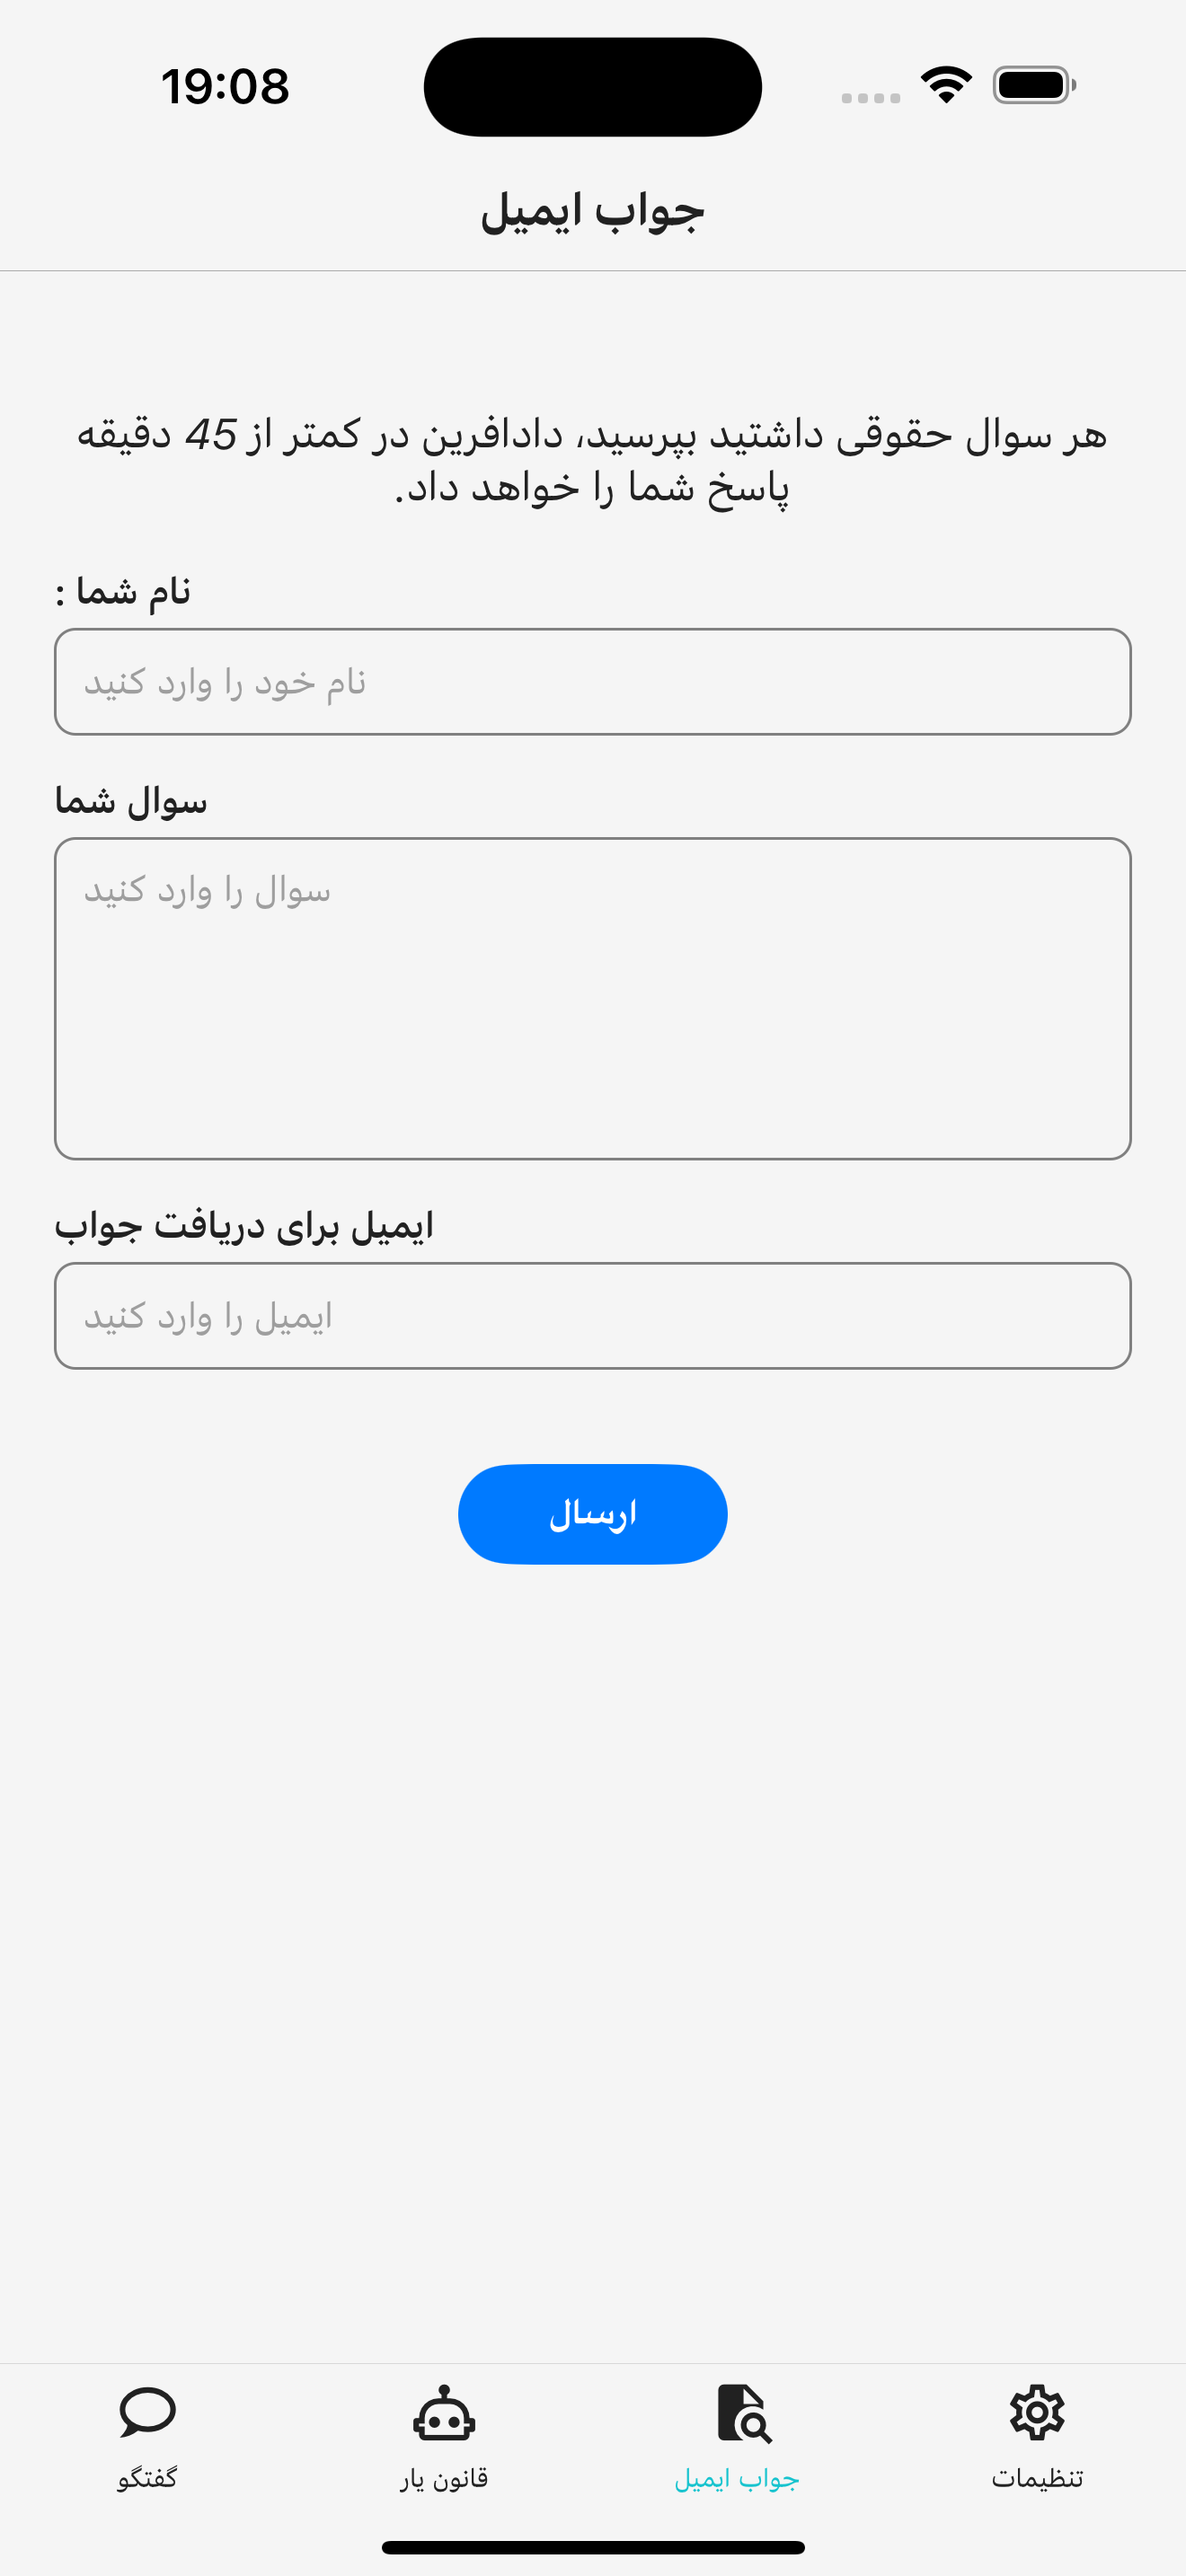 19:08
جواب ایمیل
هر سوال حقوقی داشتید بپرسید، دادافرین در کمتر از 45 دقیقه
پاسخ شما را خواهد داد.
نام شما :
نام خود را وارد کنید
سوال شما
سوال را وارد کنید
ایمیل برای دریافت جواب
ایمیل را وارد کنید
ارسال
تنظیمات
جواب ایمیل
قانون یار
گفتگو